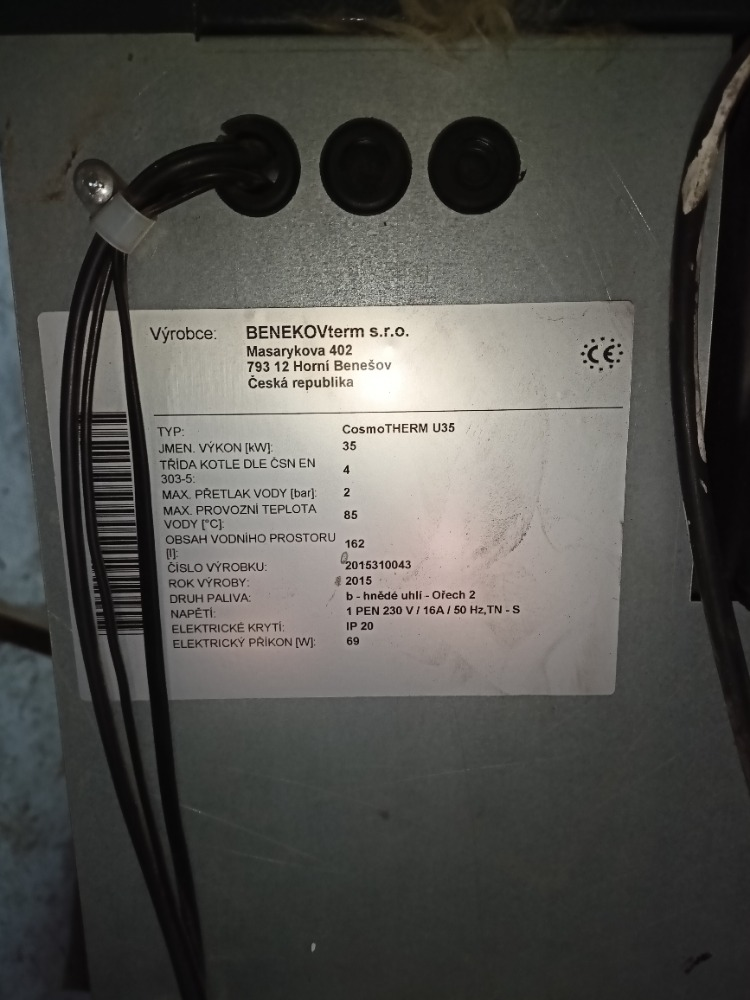 Výrobce: BENEKOVterm s.r.o.
Masarykova 402
793 12 Horní Benešov
Česká republika
CE
TYP: CosmoTHERM U35
JMEN. VÝKON [kW]: 35
TŘÍDA KOTLE DLE ČSN EN
303-5: 4
MAX. PŘETLAK VODY [bar]: 2
MAX. PROVOZNÍ TEPLOTA
VODY [°C]: 85
OBSAH VODNÍHO PROSTORU
[l]: 162
ČÍSLO VÝROBKU: 2015310043
ROK VÝROBY: 2015
DRUH PALIVA: b - hnědé uhlí - Ořech 2
NAPĚTÍ: 1 PEN 230 V / 16A / 50 Hz,TN - S
ELEKTRICKÉ KRYTÍ: IP 20
ELEKTRICKÝ PŘÍKON [W]: 69